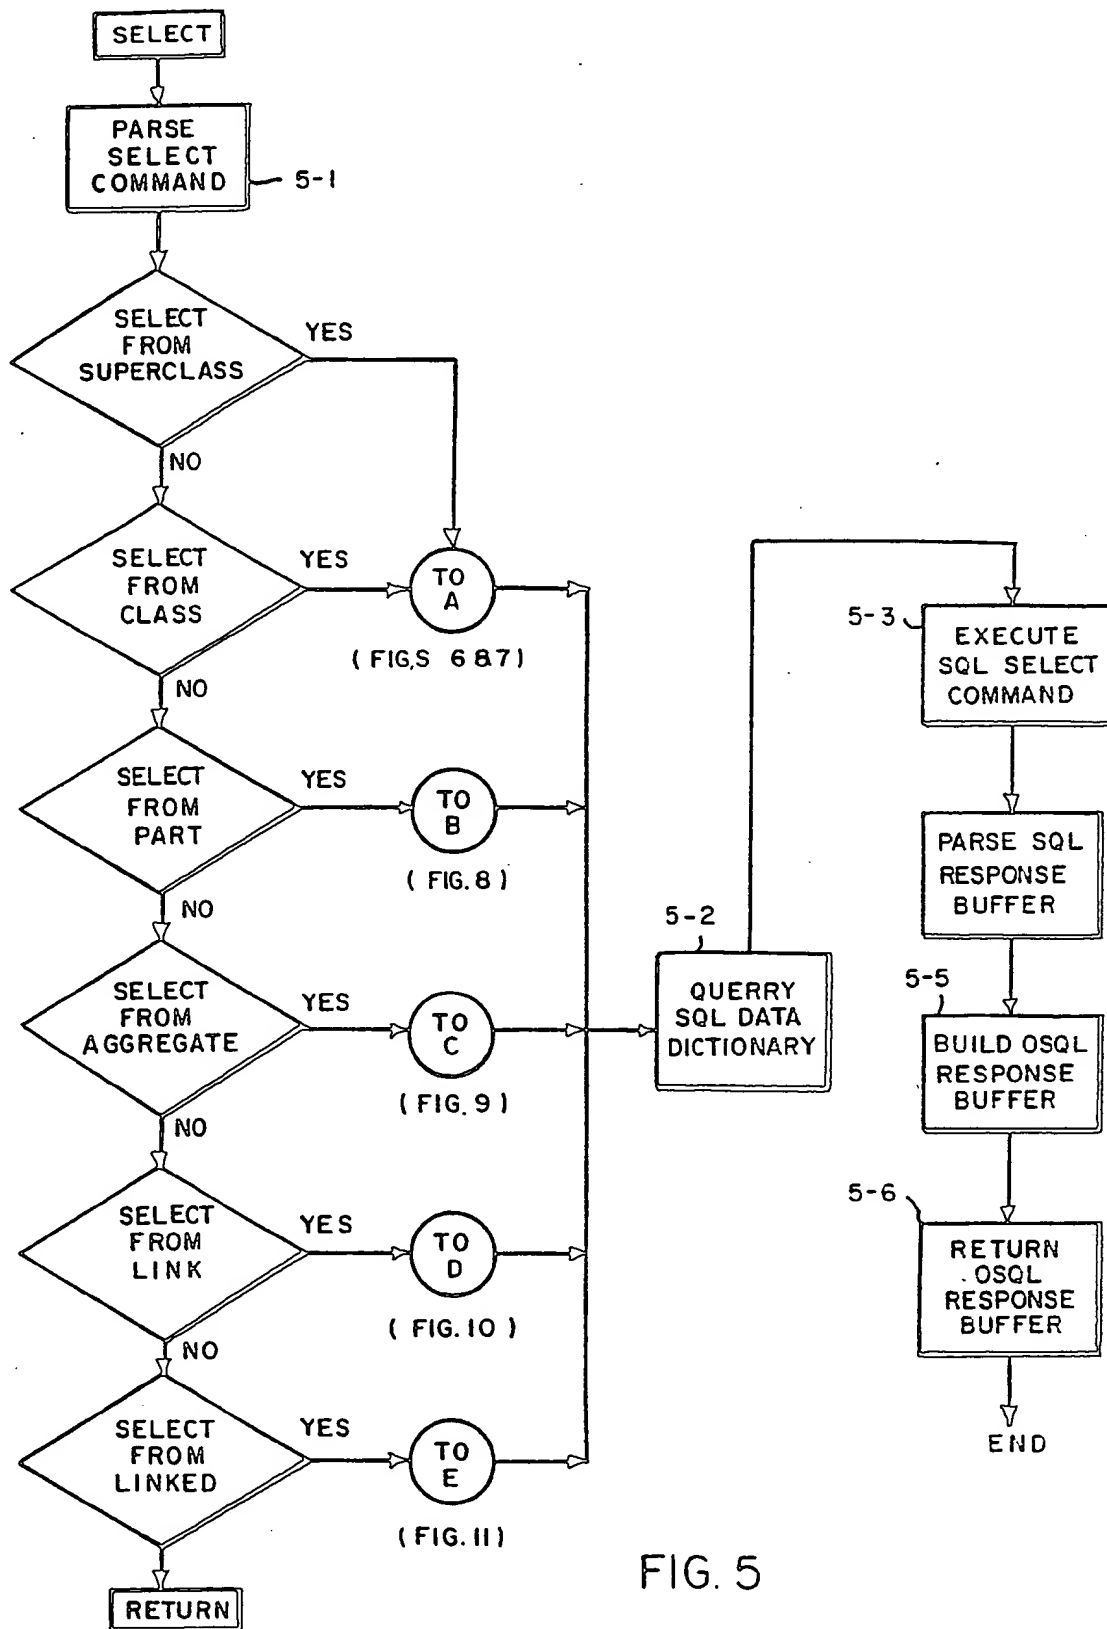 SELECT
PARSE
SELECT
COMMAND
5-1
SELECT
FROM
SUPERCLASS
YES
NO
SELECT
FROM
CLASS
YES
TO
A
(FIG,S 6&7)
NO
SELECT
FROM
PART
YES
TO
B
(FIG. 8)
NO
SELECT
FROM
AGGREGATE
YES
TO
C
(FIG. 9)
NO
SELECT
FROM
LINK
YES
TO
D
(FIG. 10)
NO
SELECT
FROM
LINKED
YES
TO
E
(FIG. 11)
RETURN
5-2
QUERRY
SQL DATA
DICTIONARY
5-3
EXECUTE
SQL SELECT
COMMAND
PARSE SQL
RESPONSE
BUFFER
5-5
BUILD OSQL
RESPONSE
BUFFER
5-6
RETURN
OSQL
RESPONSE
BUFFER
END
FIG. 5